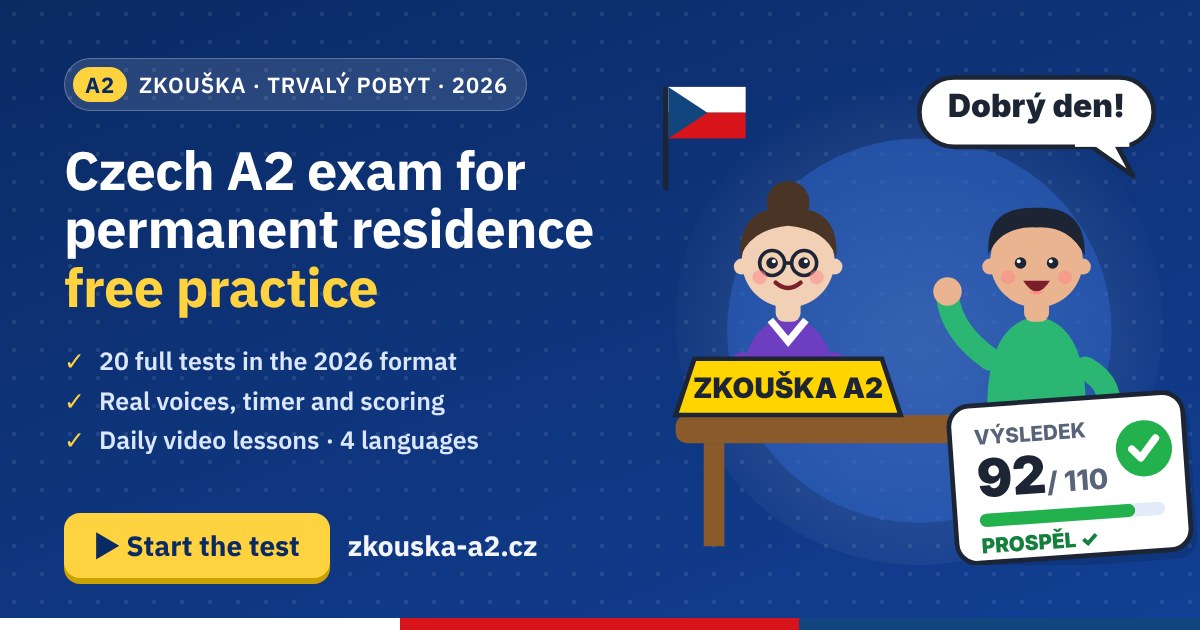 A2 ZKOUŠKA · TRVALÝ POBYT · 2026
Czech A2 exam for
permanent residence
free practice
✓ 20 full tests in the 2026 format
✓ Real voices, timer and scoring
✓ Daily video lessons · 4 languages
▶ Start the test
zkouska-a2.cz
Dobrý den!
ZKOUŠKA A2
VÝSLEDEK
92/ 110
PROSPĚL ✓